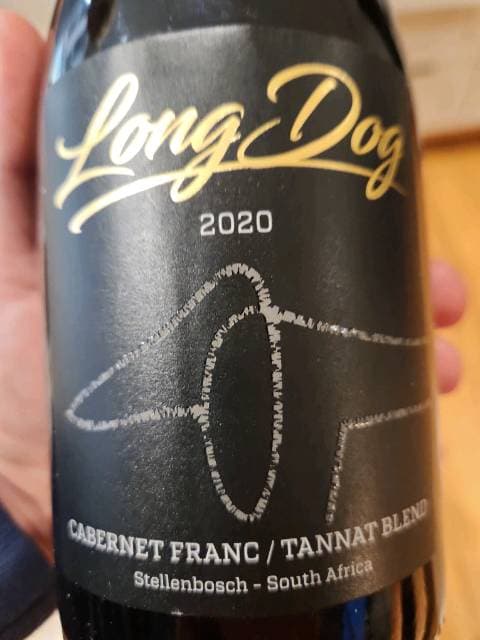 Long Dog
2020
CABERNET FRANC / TANNAT BLEND
Stellenbosch - South Africa